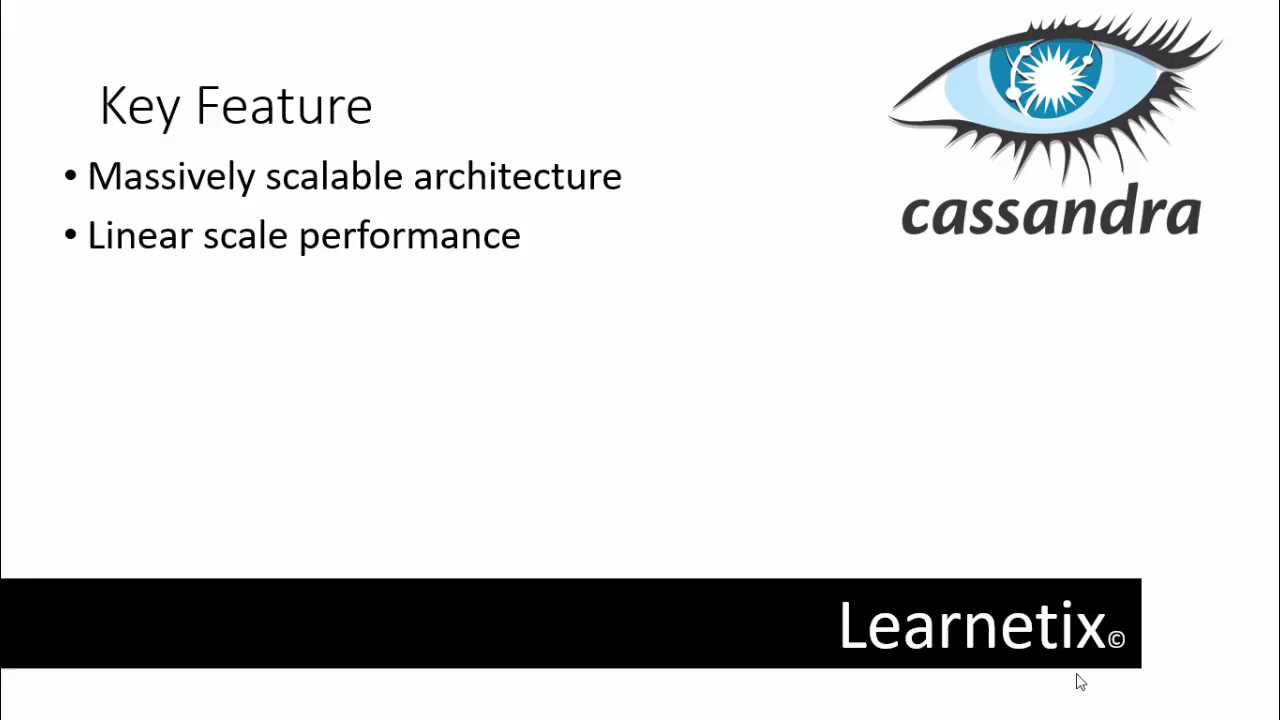 Key Feature
• Massively scalable architecture
• Linear scale performance
cassandra
Learnetix©